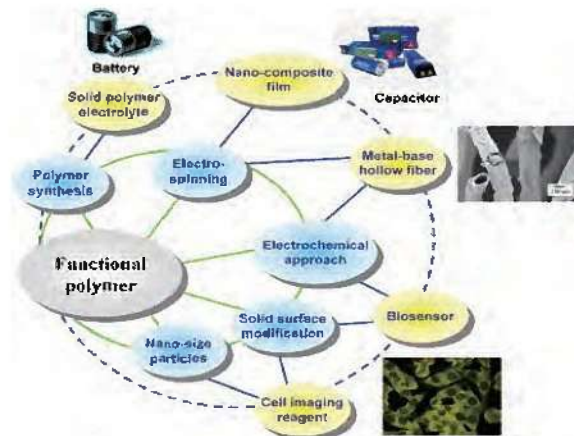 Battery
Capacitor
Nano-composite
film
Solid polymer
electrolyte
Polymer
synthesis
Electro-
spinning
Metal-base
hollow fiber
Electrochemical
approach
Functional
polymer
Solid surface
modification
Biosensor
Nano-size
particles
Cell imaging
reagent